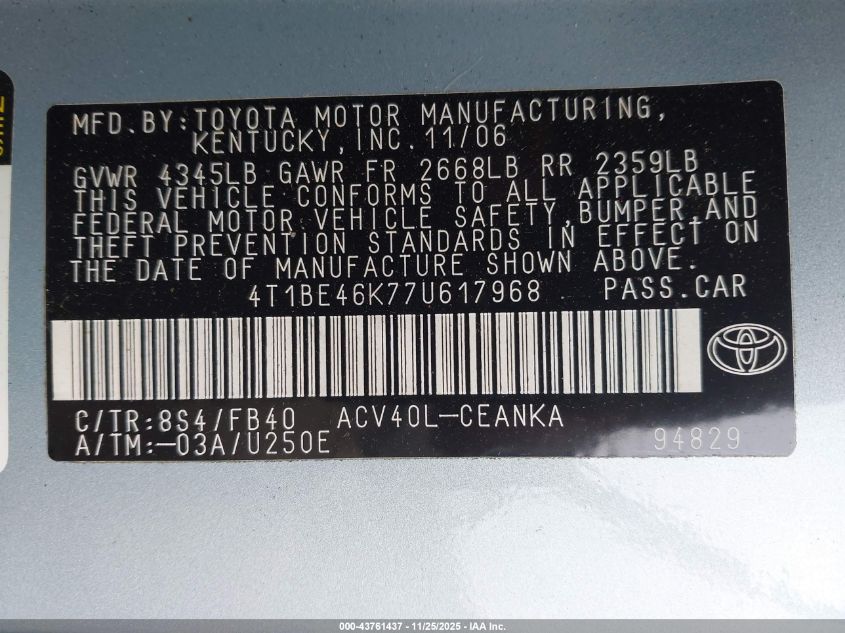 MFD.BY:TOYOTA MOTOR MANUFACTURING,
KENTUCKY,INC.11/06
GVWR 4345LB GAWR FR 2668LB RR 2359LB
THIS VEHICLE CONFORMS TO ALL APPLICABLE
FEDERAL MOTOR VEHICLE SAFETY,BUMPER,AND
THEFT PREVENTION STANDARDS IN EFFECT ON
THE DATE OF MANUFACTURE SHOWN ABOVE.
4T1BE46K77U617968 PASS.CAR
C/TR:8S4/FB40 ACV40L-CEANKA
A/TM:-03A/U250E 94829
000-43761437 - 11/25/2025 - IAA Inc.